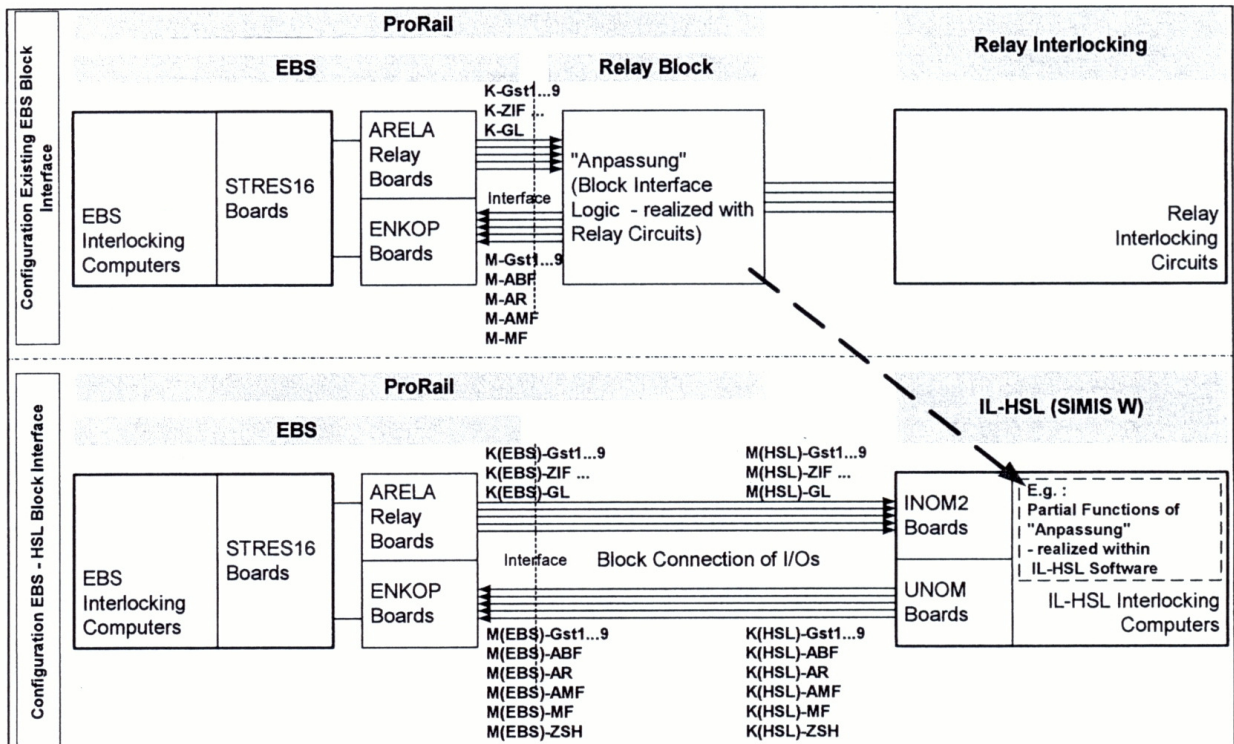 Configuration Existing EBS Block
Interface
ProRail
Relay Interlocking
EBS
Relay Block
K-Gst1...9
K-ZIF ...
K-GL
EBS
Interlocking
Computers
STRES16
Boards
ARELA
Relay
Boards
ENKOP
Boards
Interface
"Anpassung"
(Block Interface
Logic - realized with
Relay Circuits)
Relay
Interlocking
Circuits
M-Gst1...9
M-ABF
M-AR
M-AMF
M-MF
Configuration EBS - HSL Block Interface
ProRail
IL-HSL (SIMIS W)
EBS
K(EBS)-Gst1...9
K(EBS)-ZIF ...
K(EBS)-GL
M(HSL)-Gst1...9
M(HSL)-ZIF ...
M(HSL)-GL
EBS
Interlocking
Computers
STRES16
Boards
ARELA
Relay
Boards
ENKOP
Boards
Interface
Block Connection of I/Os
INOM2
Boards
UNOM
Boards
E.g. :
Partial Functions of
"Anpassung"
- realized within
IL-HSL Software
IL-HSL Interlocking
Computers
M(EBS)-Gst1...9
M(EBS)-ABF
M(EBS)-AR
M(EBS)-AMF
M(EBS)-MF
M(EBS)-ZSH
K(HSL)-Gst1...9
K(HSL)-ABF
K(HSL)-AR
K(HSL)-AMF
K(HSL)-MF
K(HSL)-ZSH